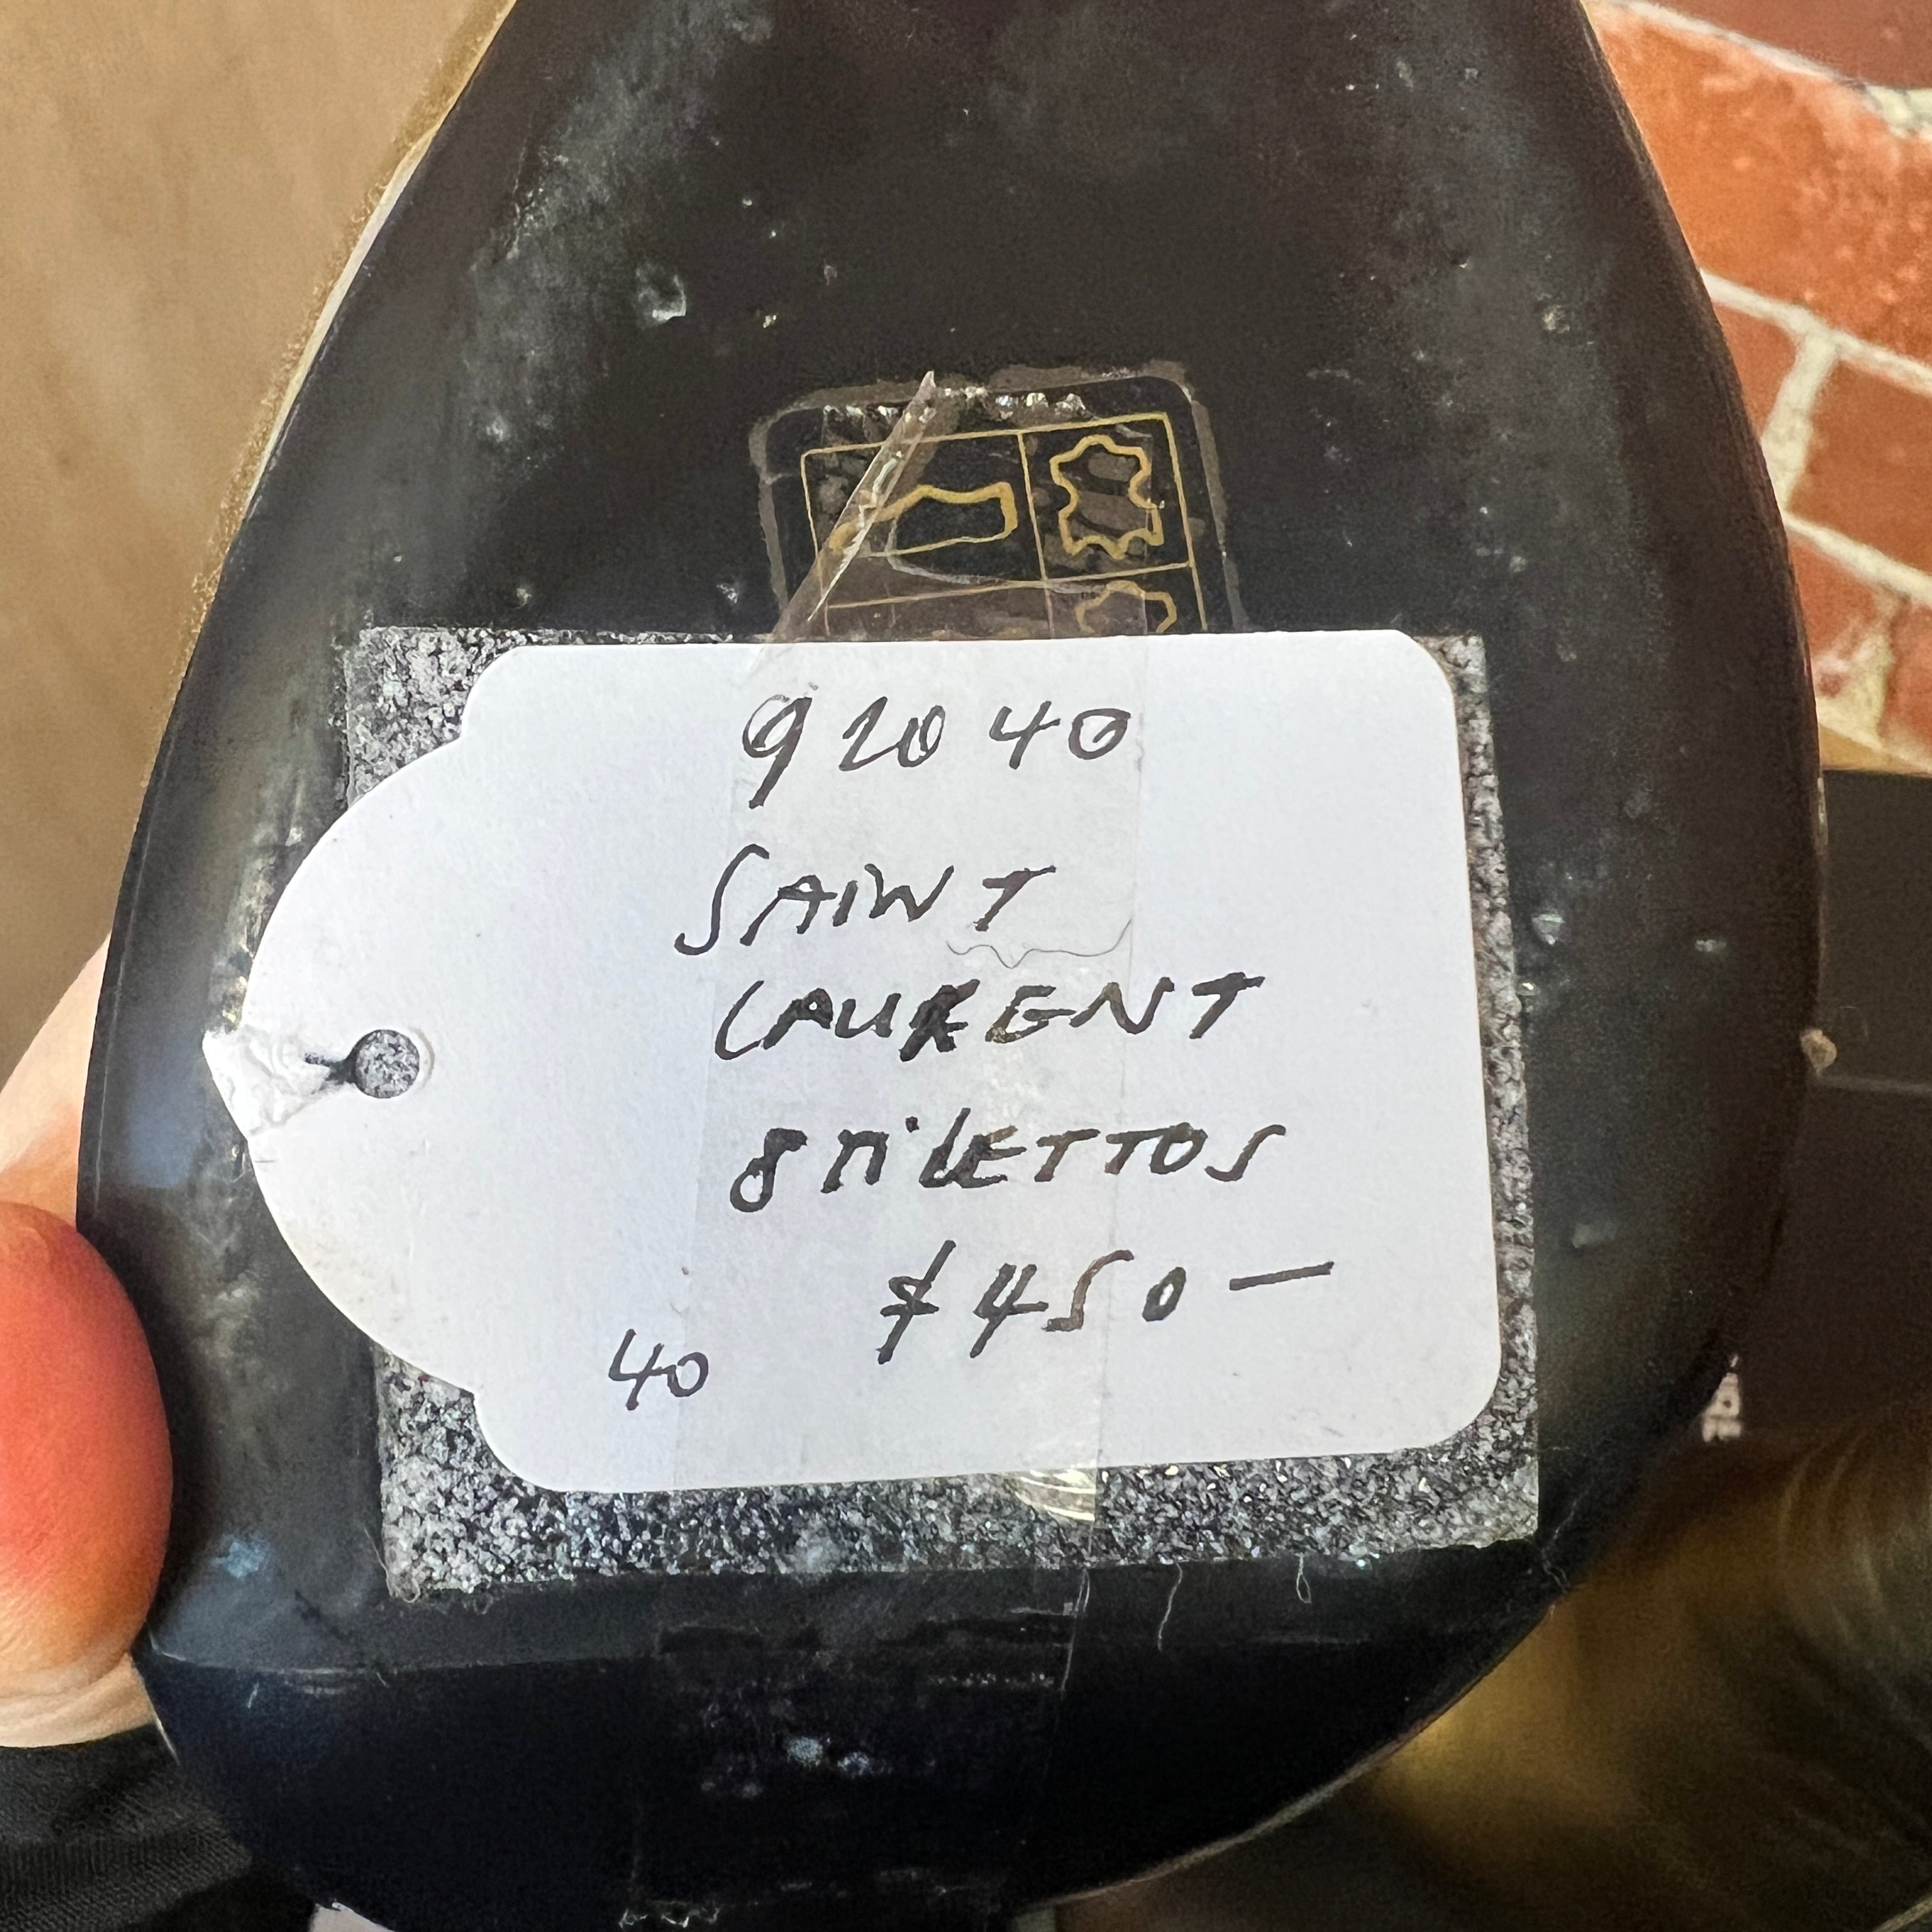 92040
SAINT
LAURENT
STILETTOS
$450-
40